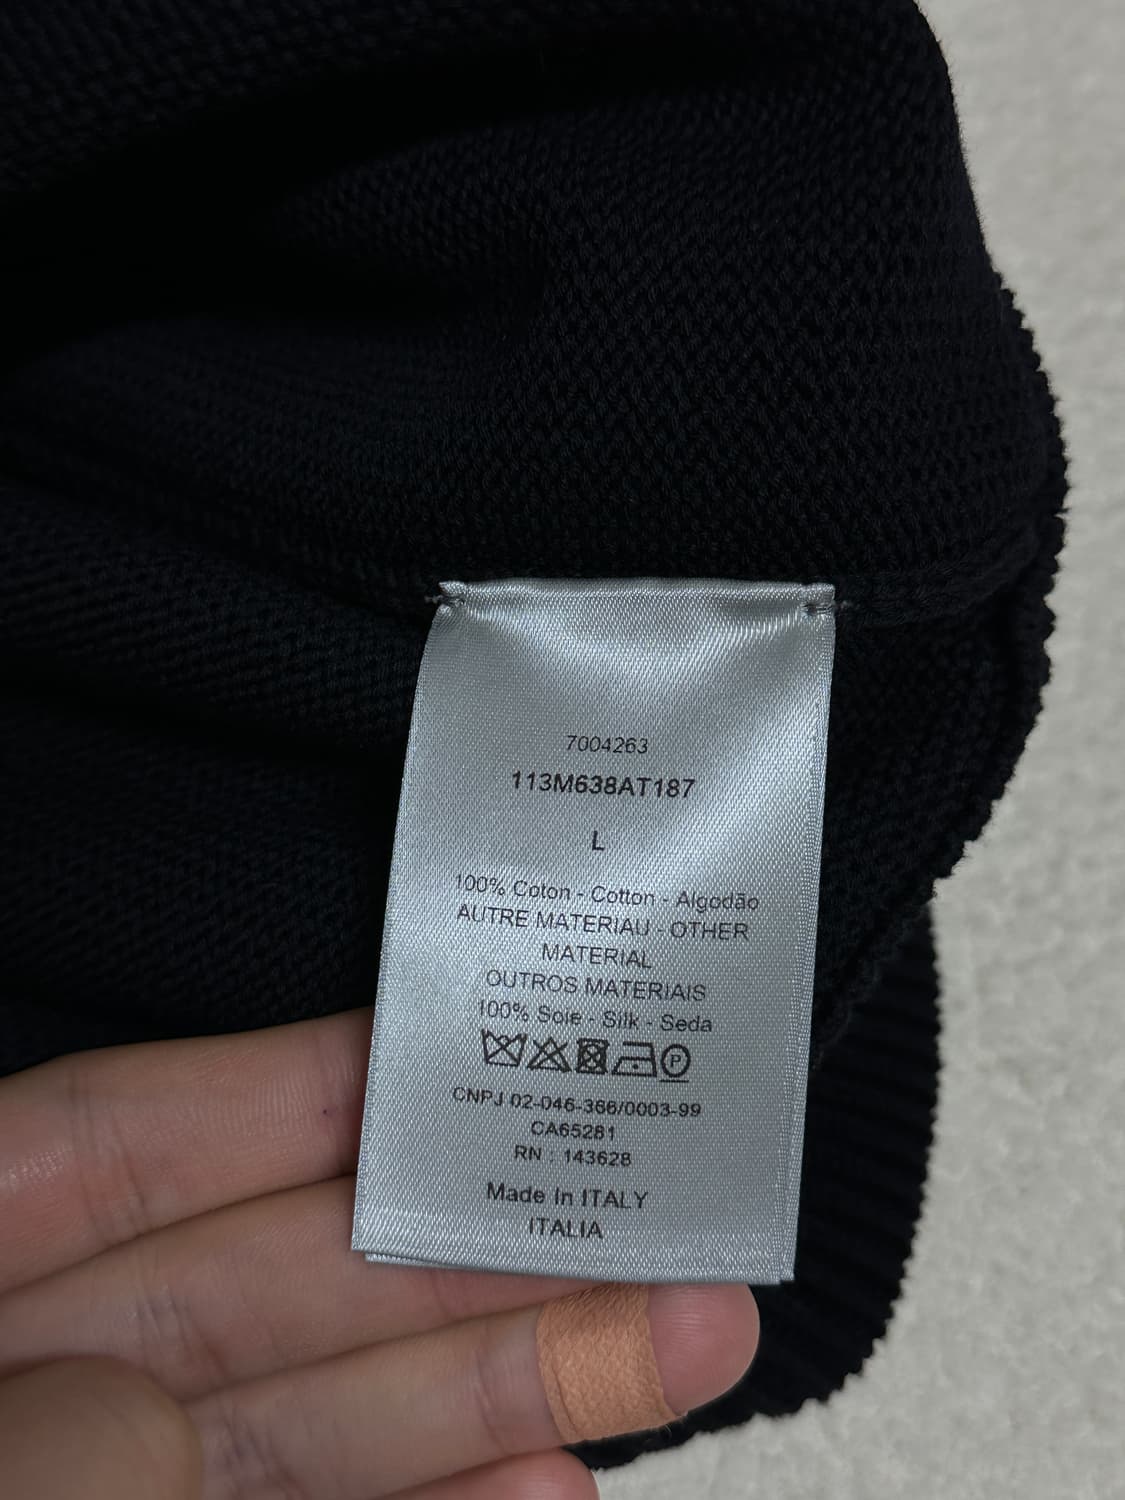 7004263
113M638AT187
L
100% Coton - Cotton - Algodão
AUTRE MATERIAU - OTHER
MATERIAL
OUTROS MATERIAIS
100% Soie - Silk - Seda
P
CNPJ 02-046-366/0003-99
CA65281
RN : 143628
Made In ITALY
ITALIA